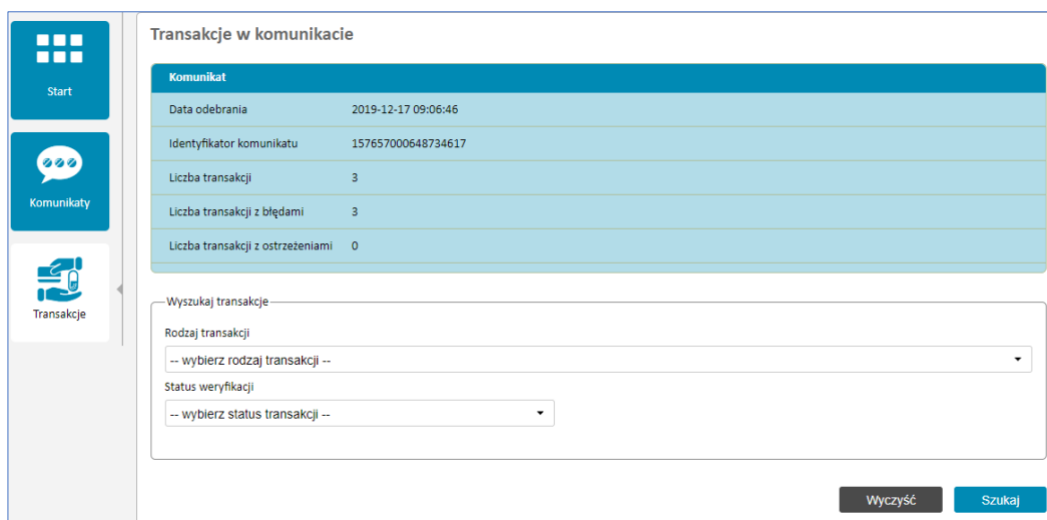 Start
Komunikaty
Transakcje
Transakcje w komunikacie
Komunikat
Data odebrania 2019-12-17 09:06:46
Identyfikator komunikatu 157657000648734617
Liczba transakcji 3
Liczba transakcji z błędami 3
Liczba transakcji z ostrzeżeniami 0
Wyszukaj transakcje
Rodzaj transakcji
-- wybierz rodzaj transakcji --
Status weryfikacji
-- wybierz status transakcji --
Wyczyść Szukaj